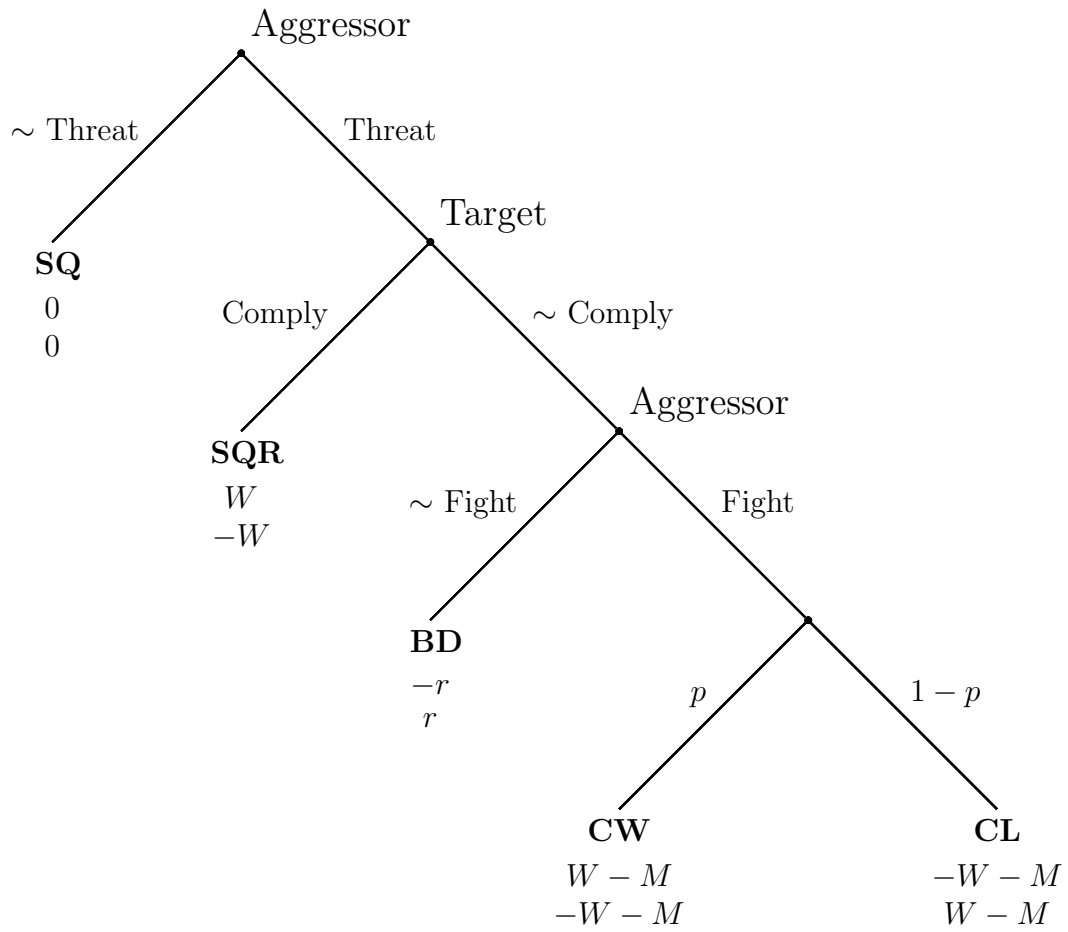 Aggressor
∼ Threat
Threat
Target
SQ
0
0
Comply
∼ Comply
Aggressor
SQR
W
−W
∼ Fight
Fight
BD
−r
r
p
1 − p
CW
W − M
−W − M
CL
−W − M
W − M